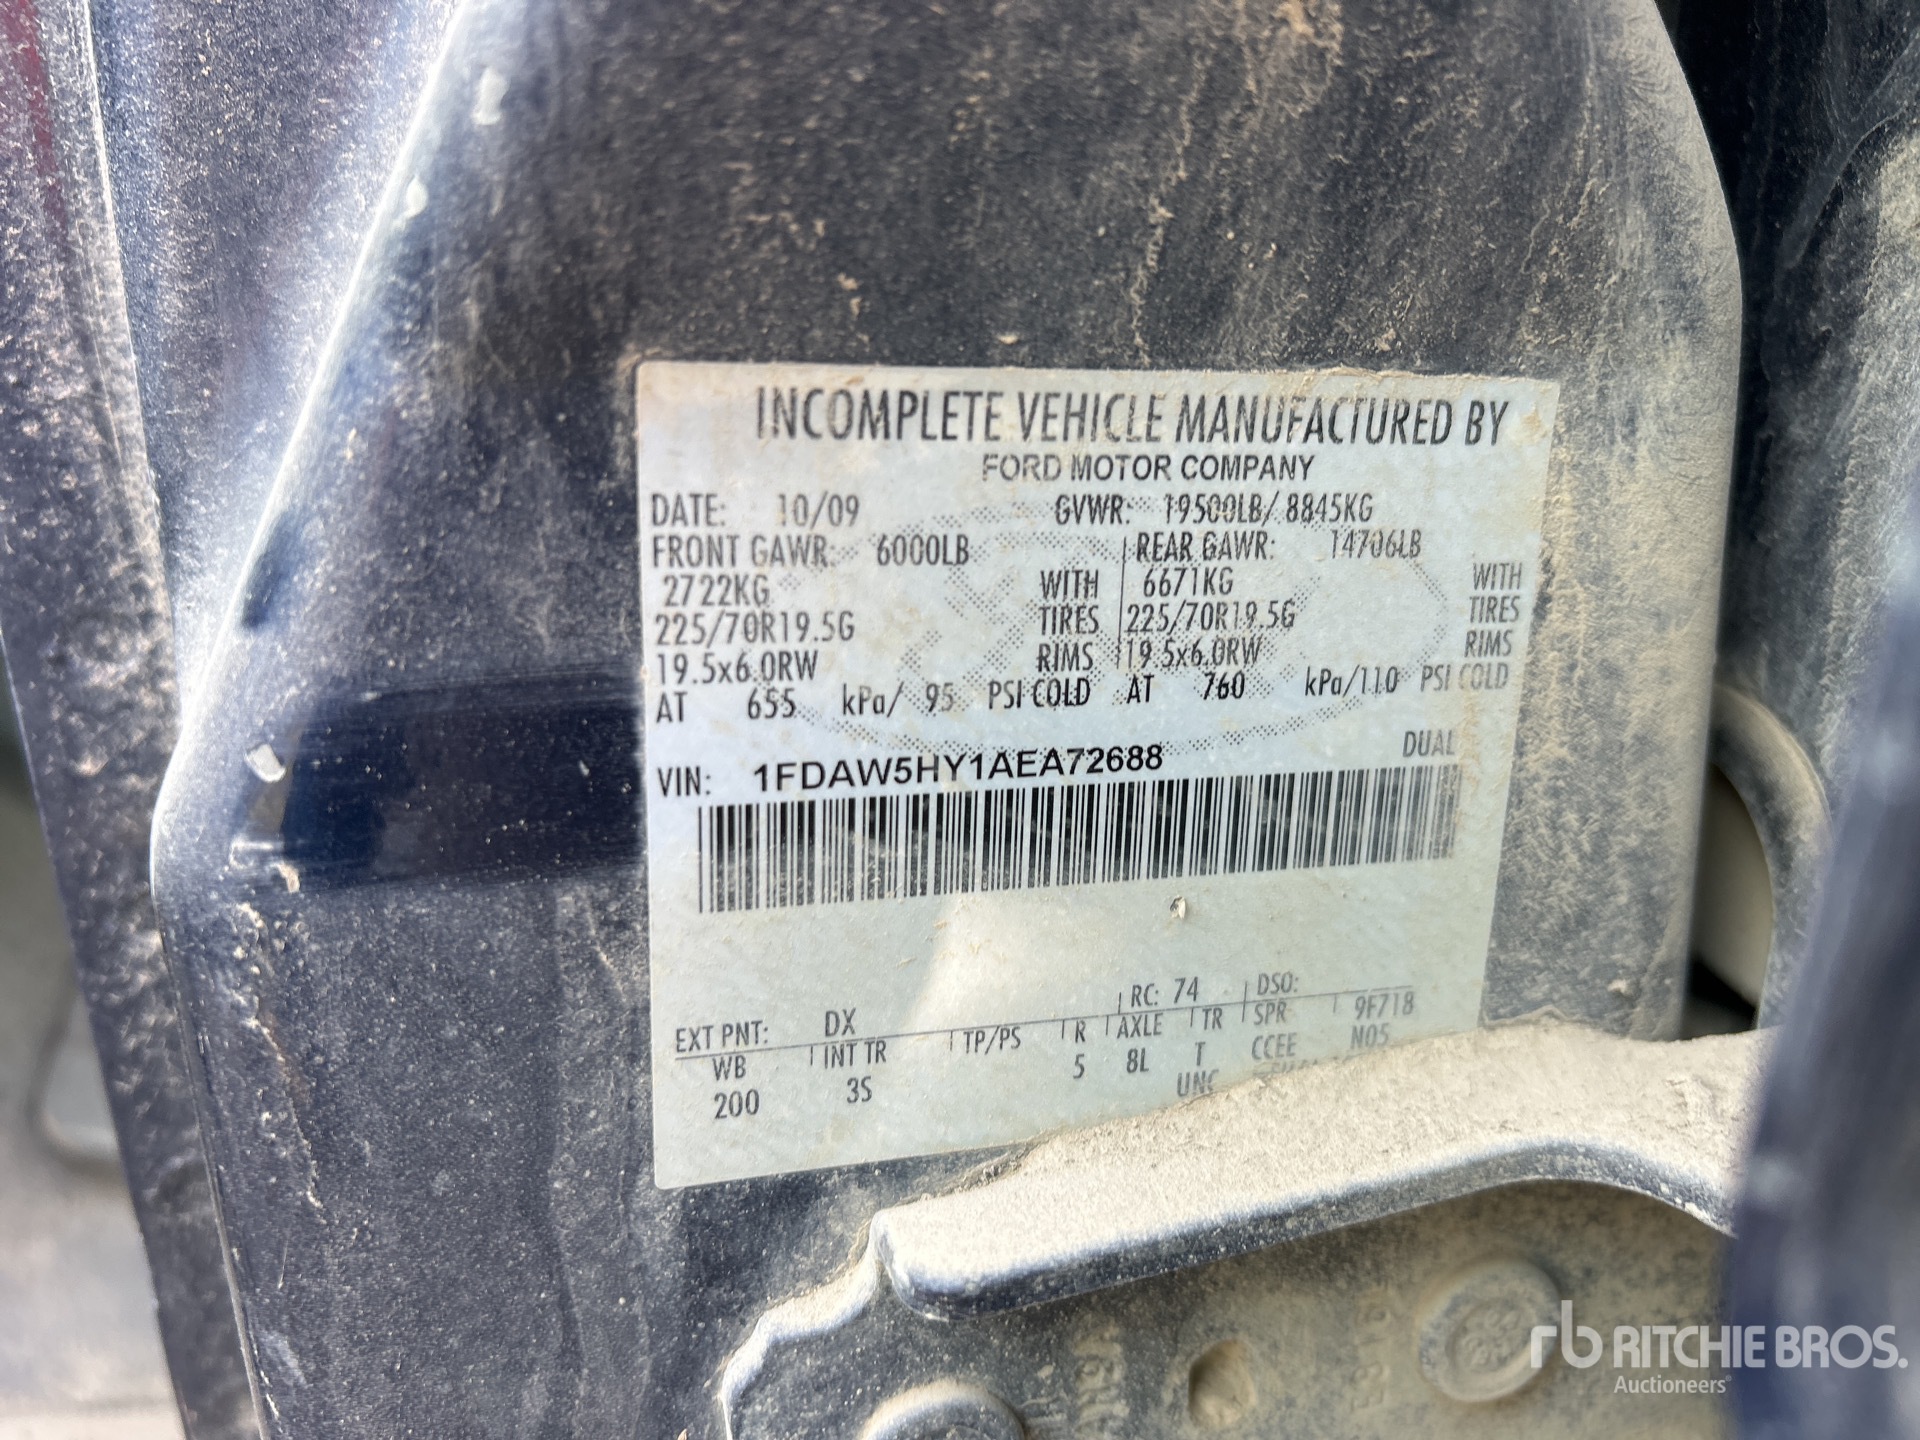 INCOMPLETE VEHICLE MANUFACTURED BY
FORD MOTOR COMPANY
DATE: 10/09 GVWR: 19500LB/ 8845KG
FRONT GAWR: 6000LB REAR GAWR: 14706LB
2722KG WITH 6671KG WITH
225/70R19.5G TIRES 225/70R19.5G TIRES
19.5x6.0RW RIMS 19.5x6.0RW RIMS
AT 655 kPa/ 95 PSI COLD AT 760 kPa/110 PSI COLD
DUAL
VIN: 1FDAW5HY1AEA72688
EXT PNT: DX RC: 74 DSO:
WB INT TR TP/PS R AXLE TR SPR 9F718
200 3S 5 8L T CCEE N05
UNC
rb RITCHIE BROS.
Auctioneers